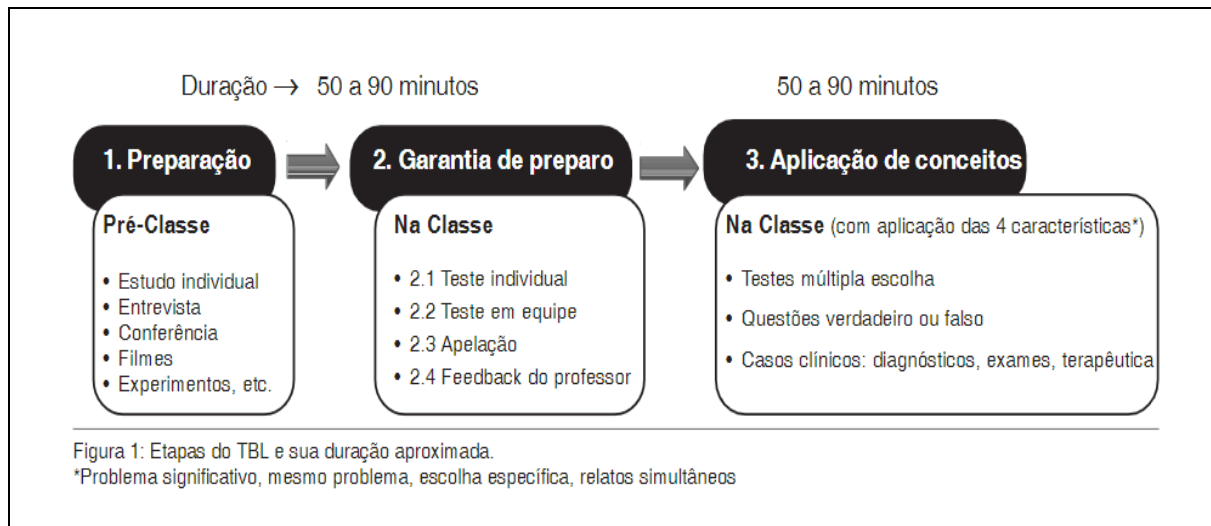 Duração → 50 a 90 minutos
50 a 90 minutos
1. Preparação
2. Garantia de preparo
3. Aplicação de conceitos
Pré-Classe
• Estudo individual
• Entrevista
• Conferência
• Filmes
• Experimentos, etc.
Na Classe
• 2.1 Teste individual
• 2.2 Teste em equipe
• 2.3 Apelação
• 2.4 Feedback do professor
Na Classe (com aplicação das 4 características*)
• Testes múltipla escolha
• Questões verdadeiro ou falso
• Casos clínicos: diagnósticos, exames, terapêutica
Figura 1: Etapas do TBL e sua duração aproximada.
*Problema significativo, mesmo problema, escolha específica, relatos simultâneos